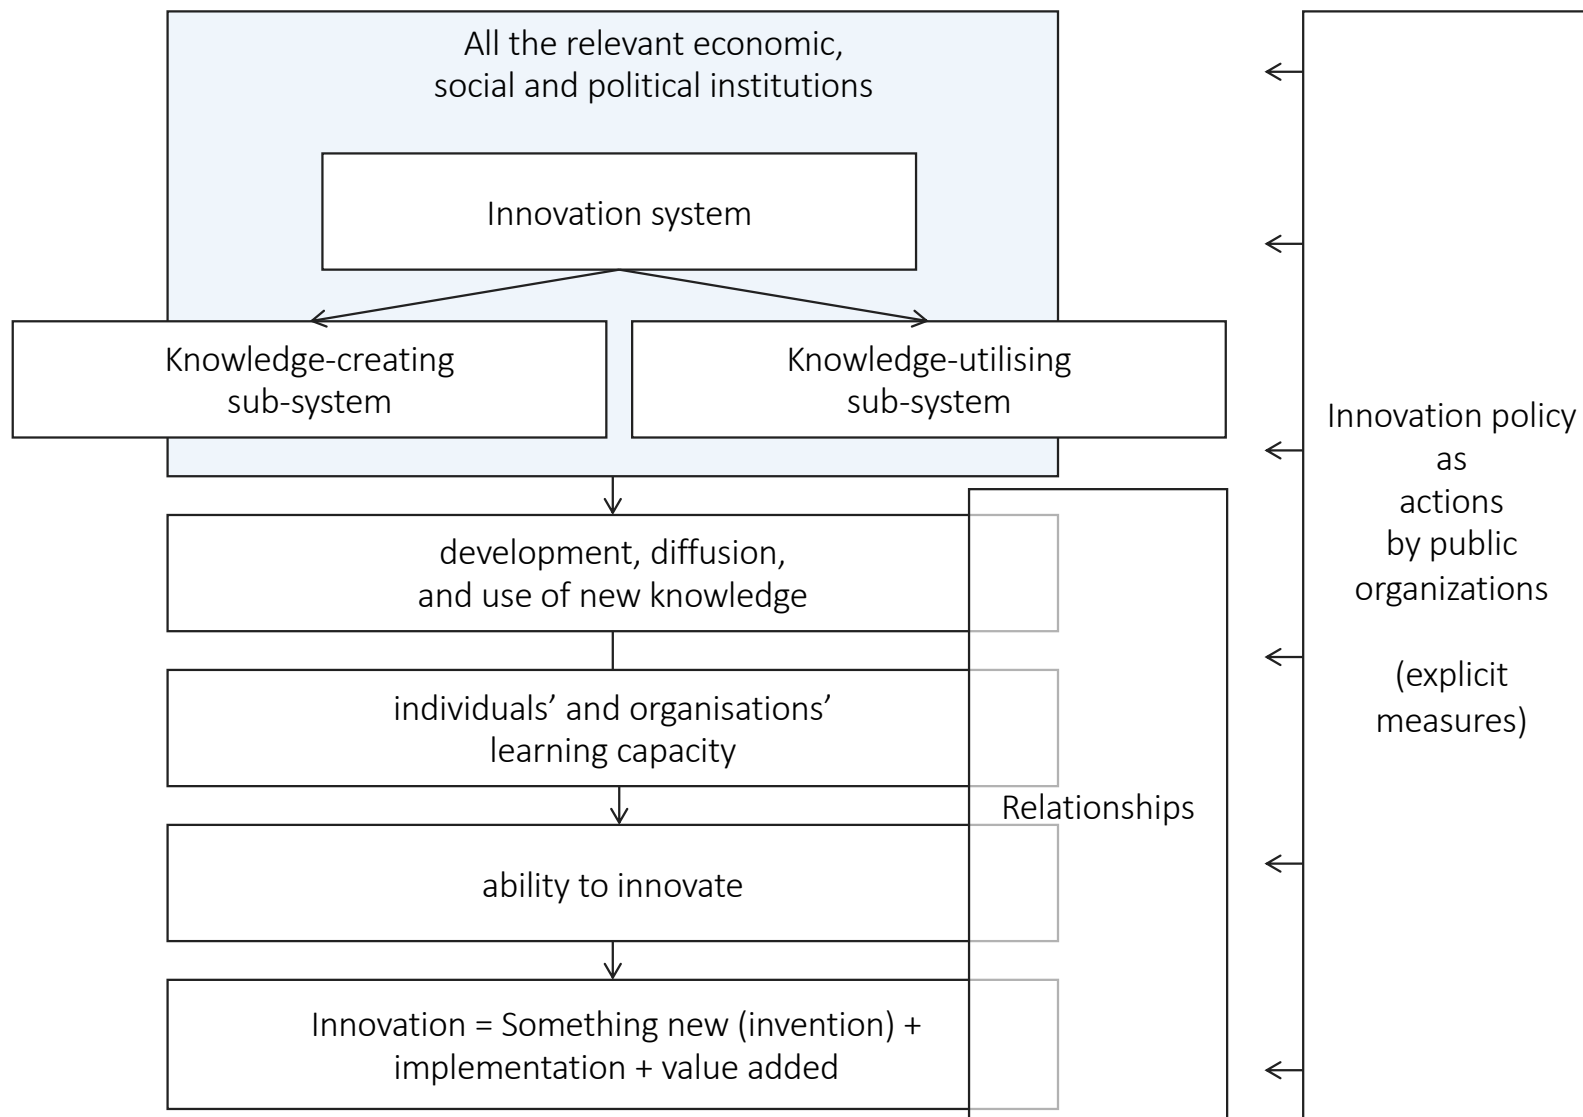 All the relevant economic,
social and political institutions
Innovation system
Knowledge-creating
sub-system
Knowledge-utilising
sub-system
development, diffusion,
and use of new knowledge
individuals’ and organisations’
learning capacity
ability to innovate
Innovation = Something new (invention) +
implementation + value added
Relationships
Innovation policy
as
actions
by public
organizations
(explicit
measures)